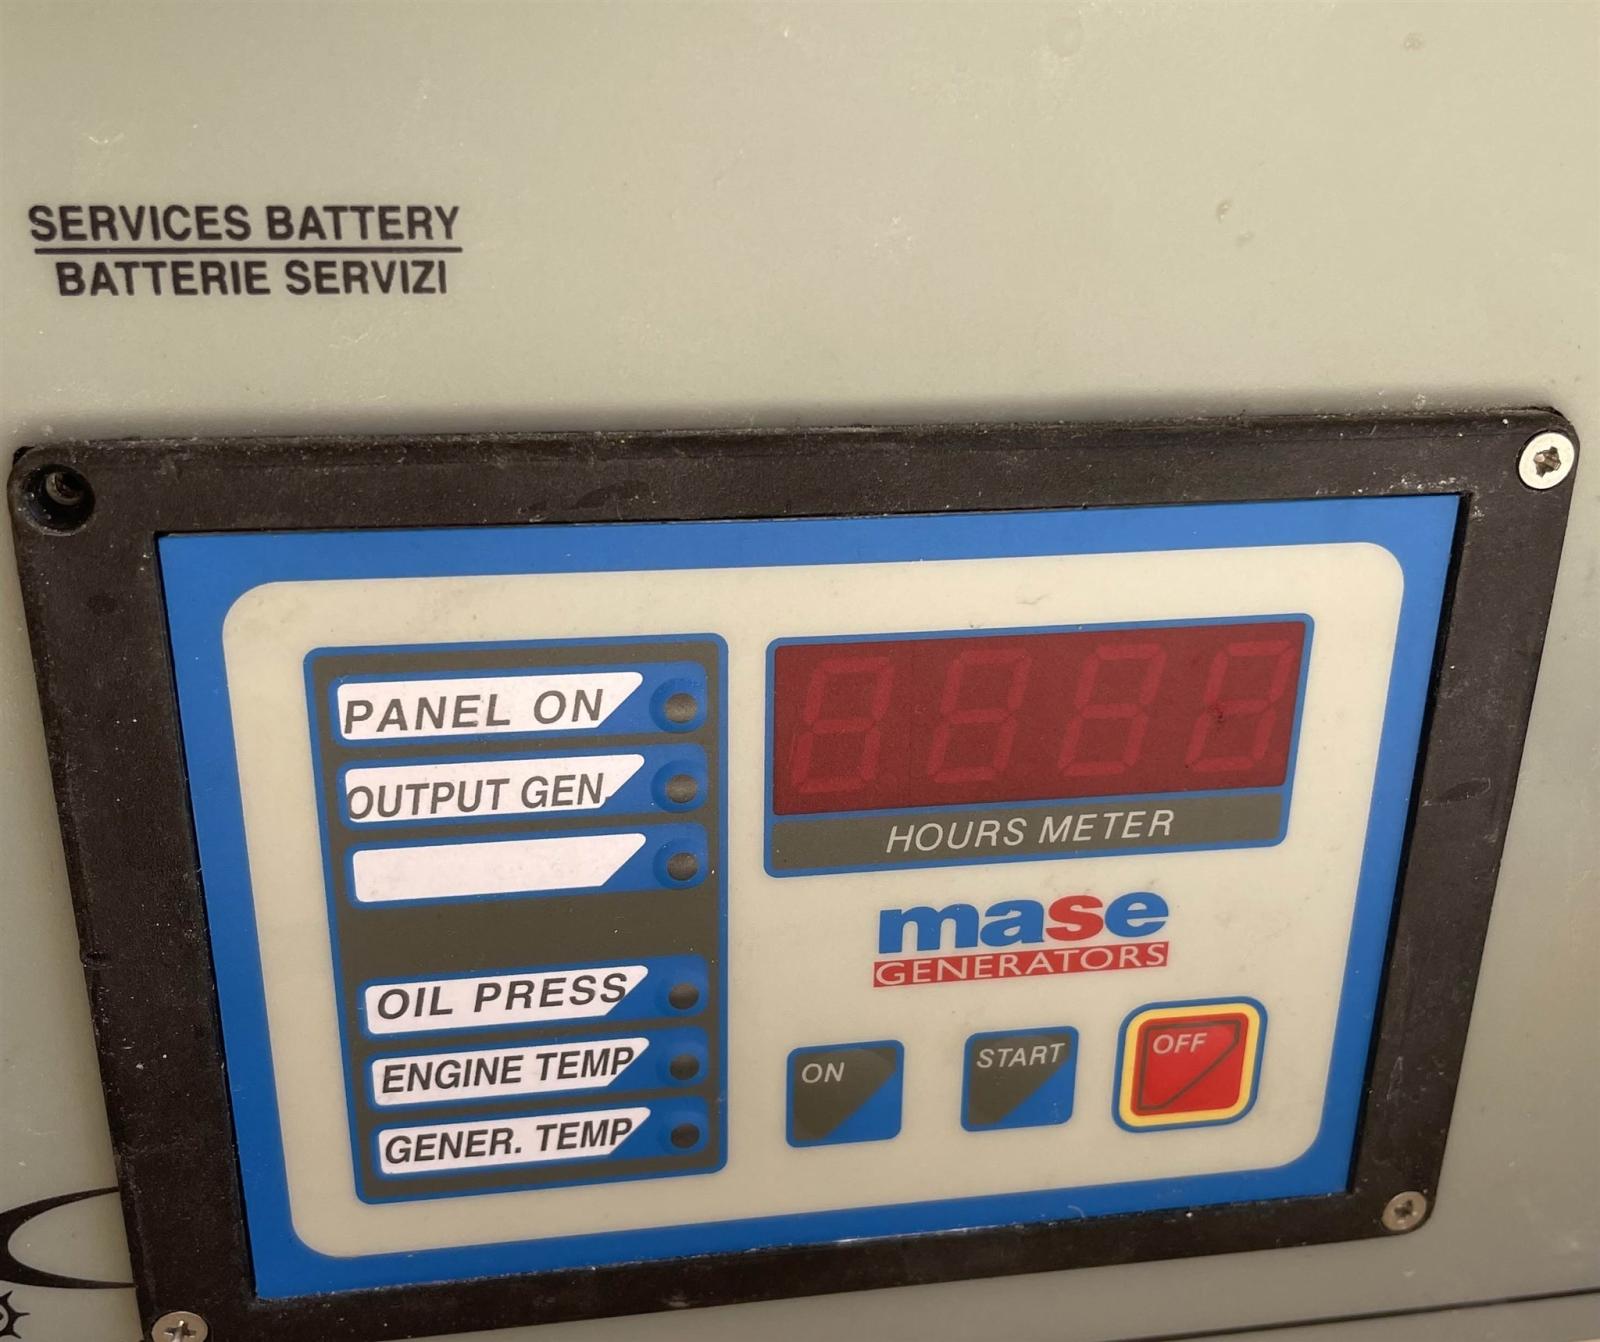 SERVICES BATTERY
BATTERIE SERVIZI
PANEL ON
OUTPUT GEN
OIL PRESS
ENGINE TEMP
GENER. TEMP
HOURS METER
mase
GENERATORS
ON
START
OFF